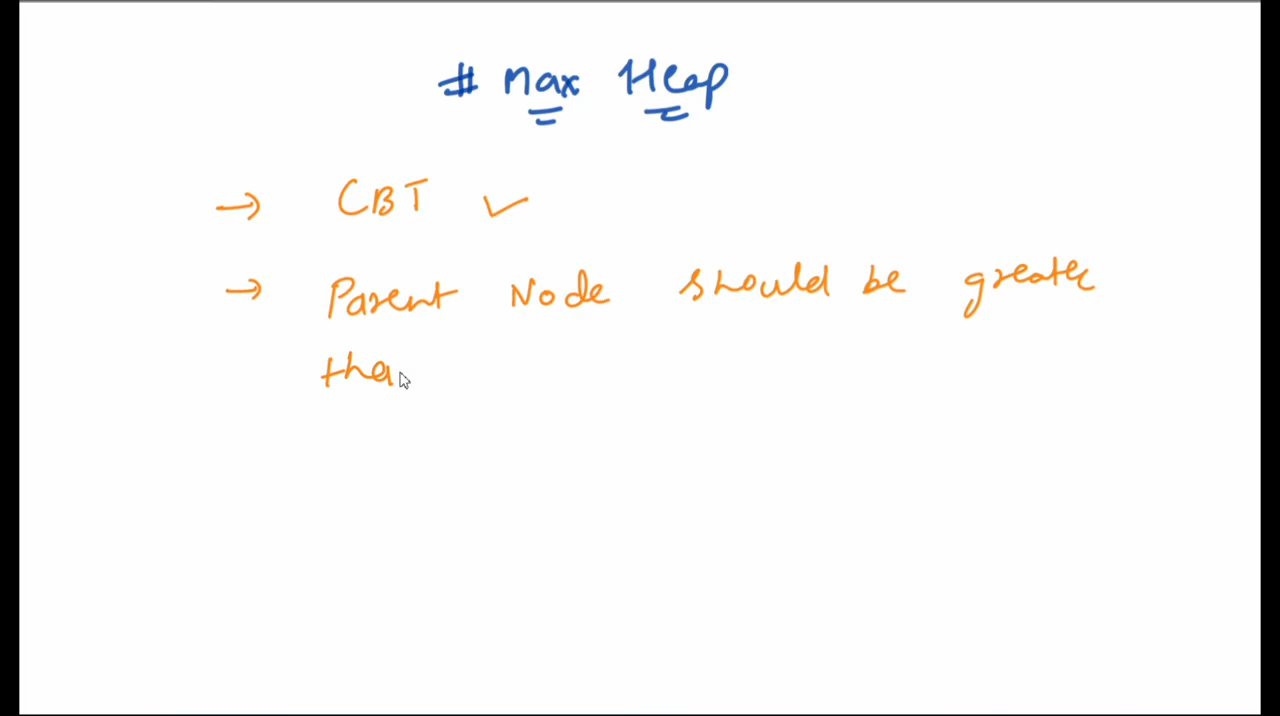 # Max Heap
→ CBT ✓
→ Parent Node should be greater
tha